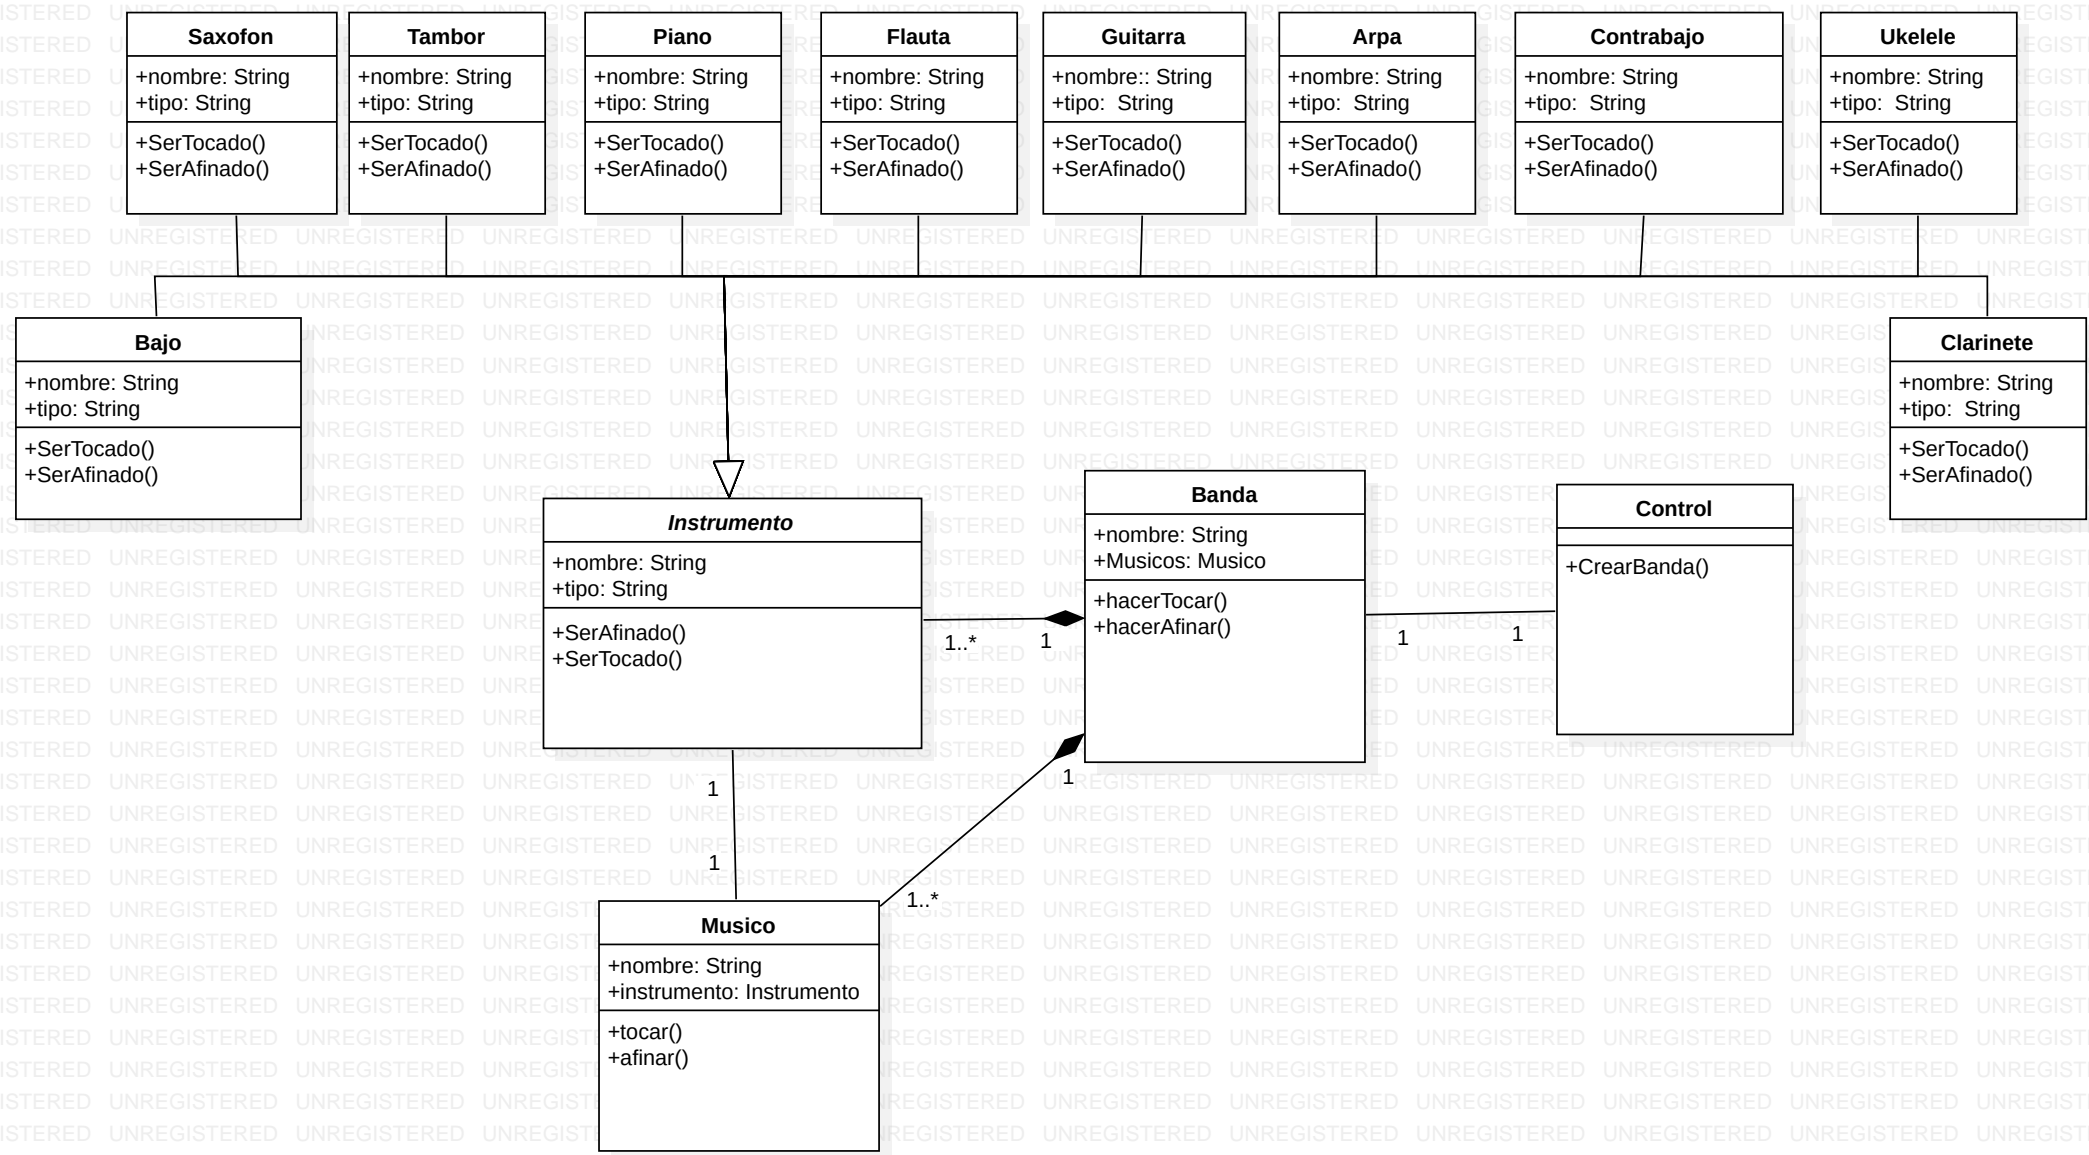 Saxofon
+nombre: String
+tipo: String
+SerTocado()
+SerAfinado()
Tambor
+nombre: String
+tipo: String
+SerTocado()
+SerAfinado()
Piano
+nombre: String
+tipo: String
+SerTocado()
+SerAfinado()
Flauta
+nombre: String
+tipo: String
+SerTocado()
+SerAfinado()
Guitarra
+nombre:: String
+tipo:  String
+SerTocado()
+SerAfinado()
Arpa
+nombre: String
+tipo:  String
+SerTocado()
+SerAfinado()
Contrabajo
+nombre: String
+tipo:  String
+SerTocado()
+SerAfinado()
Ukelele
+nombre: String
+tipo:  String
+SerTocado()
+SerAfinado()
Bajo
+nombre: String
+tipo: String
+SerTocado()
+SerAfinado()
Clarinete
+nombre: String
+tipo:  String
+SerTocado()
+SerAfinado()
Instrumento
+nombre: String
+tipo: String
+SerAfinado()
+SerTocado()
Banda
+nombre: String
+Musicos: Musico
+hacerTocar()
+hacerAfinar()
Control
+CrearBanda()
1..*
1
1
1
1
1
1
1..*
Musico
+nombre: String
+instrumento: Instrumento
+tocar()
+afinar()
UNREGISTERED